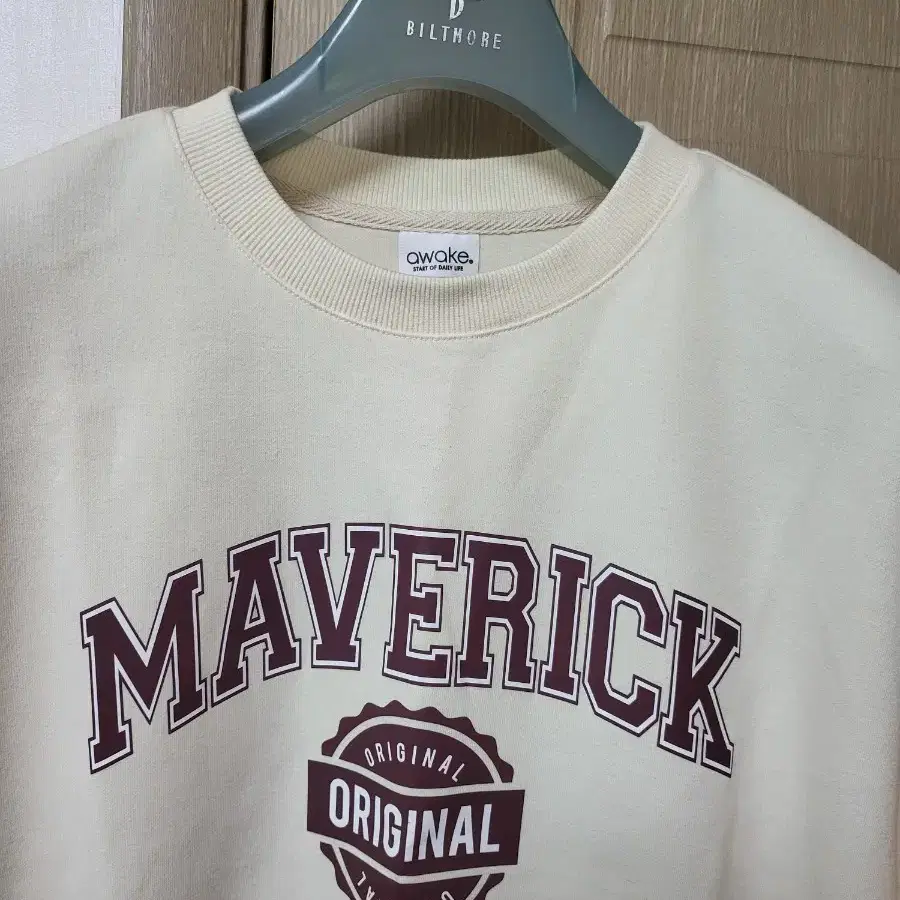 BILTMORE
awake.
START OF DAILY LIFE
MAVERICK
ORIGINAL
ORIGINAL